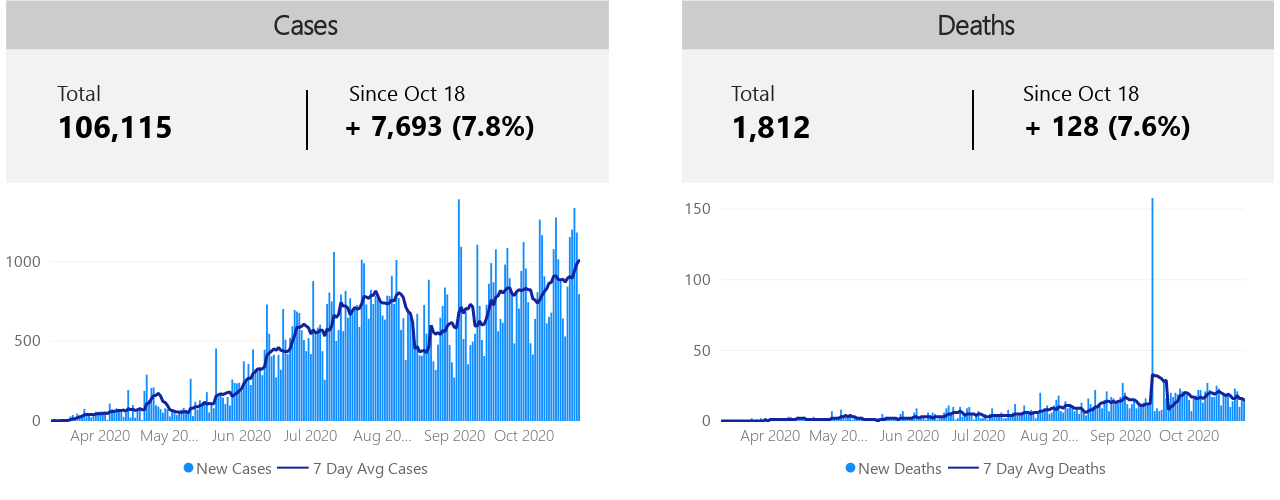 Cases
Total
106,115
Since Oct 18
+ 7,693 (7.8%)
1000
500
0
Apr 2020 May 20... Jun 2020 Jul 2020 Aug 20... Sep 2020 Oct 2020
New Cases 7 Day Avg Cases
Deaths
Total
1,812
Since Oct 18
+ 128 (7.6%)
150
100
50
0
Apr 2020 May 20... Jun 2020 Jul 2020 Aug 20... Sep 2020 Oct 2020
New Deaths 7 Day Avg Deaths